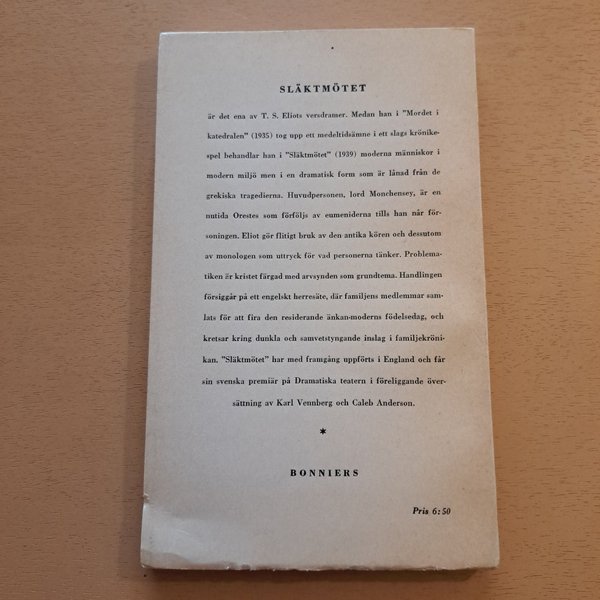 SLÄKTMÖTET
är det ena av T. S. Eliots versdramer. Medan han i "Mordet i
katedralen" (1935) tog upp ett medeltidsämne i ett slags krönike-
spel behandlar han i "Släktmötet" (1939) moderna människor i
modern miljö men i en dramatisk form som är lånad från de
grekiska tragedierna. Huvudpersonen, lord Monchensey, är en
nutida Orestes som förföljs av eumeniderna tills han når för-
soningen. Eliot gör flitigt bruk av den antika kören och dessutom
av monologen som uttryck för vad personerna tänker. Problema-
tiken är kristet färgad med arvsynden som grundtema. Handlingen
försiggår på ett engelskt herresäte, där familjens medlemmar sam-
lats för att fira den residerande änkan-moderns födelsedag, och
kretsar kring dunkla och samvetstyngande inslag i familjekröni-
kan. "Släktmötet" har med framgång uppförts i England och får
sin svenska premiär på Dramatiska teatern i föreliggande över-
sättning av Karl Vennberg och Caleb Anderson.
*
BONNIERS
Pris 6:50